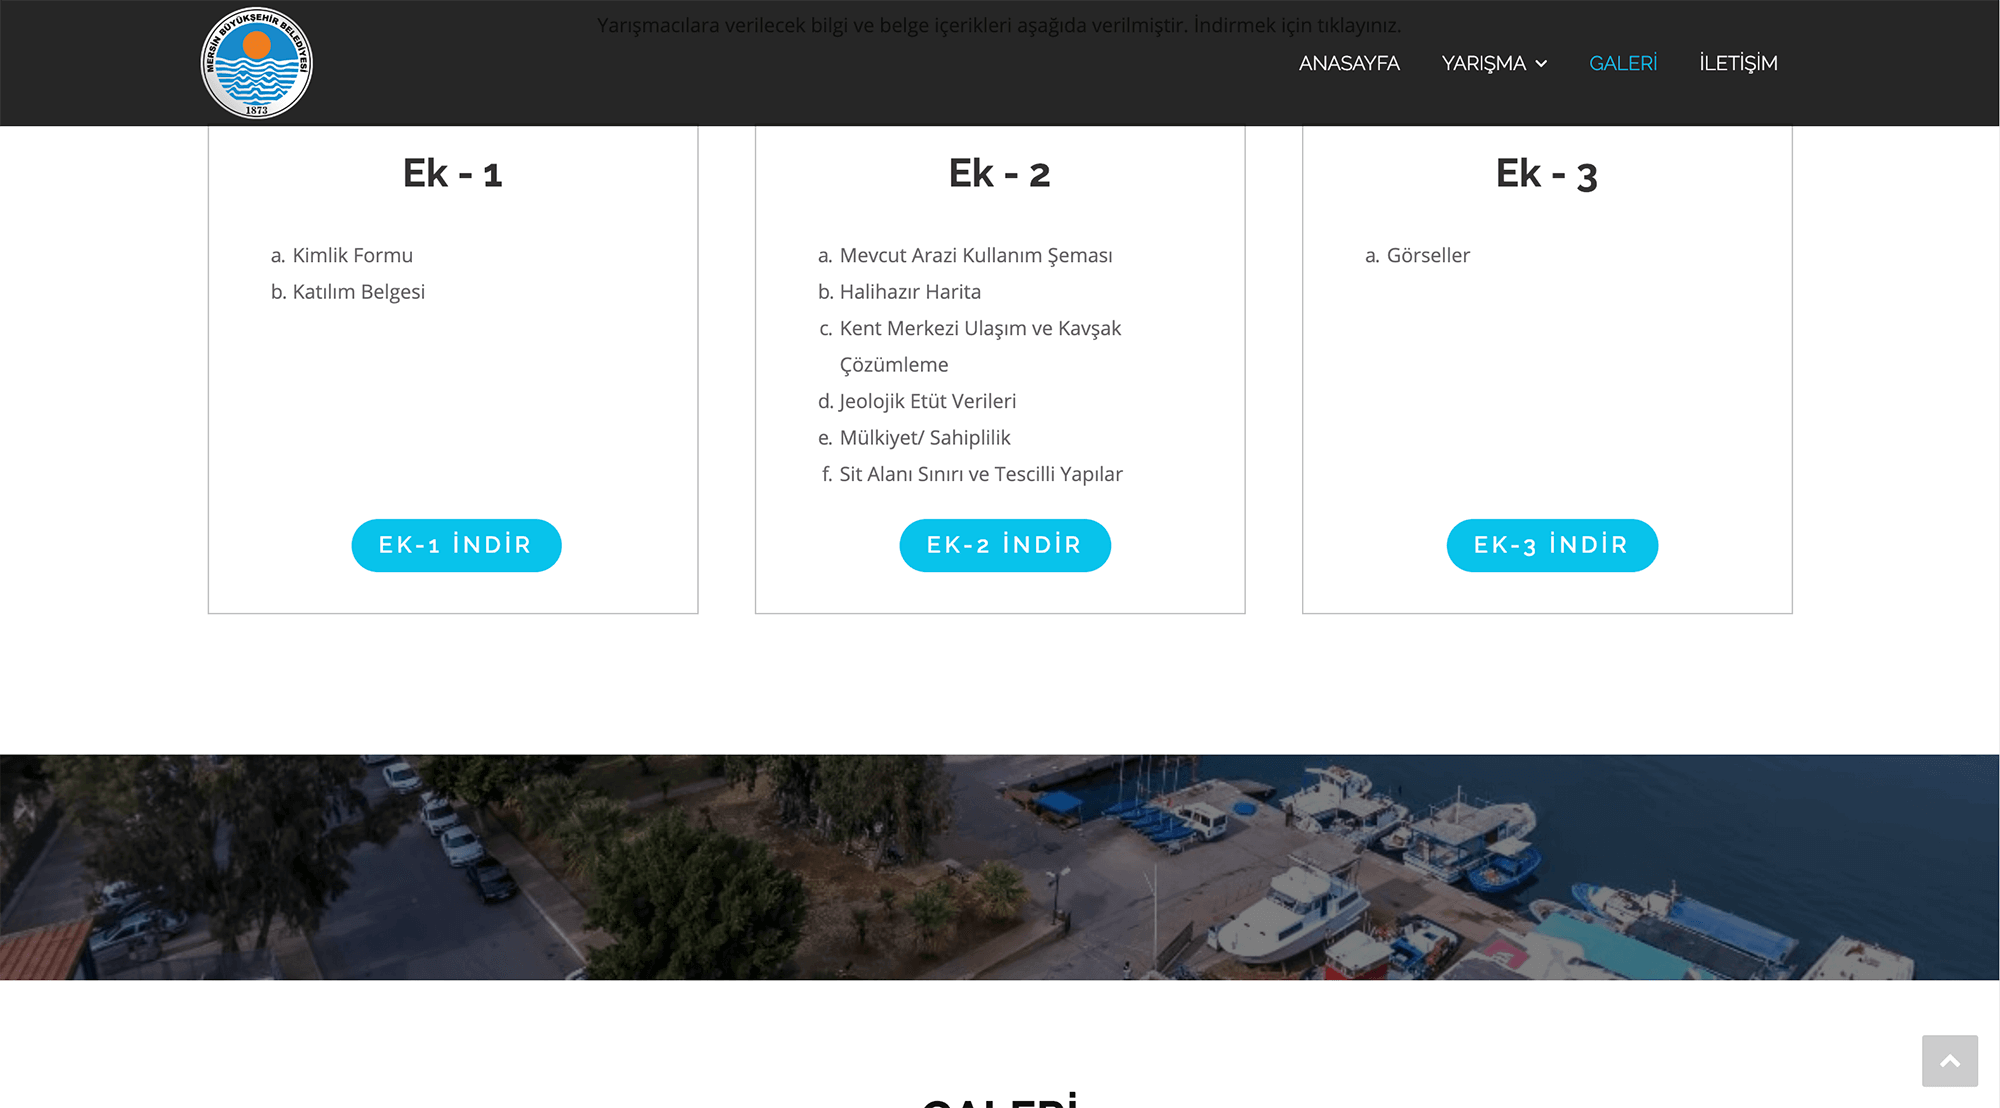 Yarışmacılara verilecek bilgi ve belge içerikleri aşağıda verilmiştir. İndirmek için tıklayınız.
MERSİN BÜYÜKŞEHİR BELEDİYESİ
1873
ANASAYFA
YARIŞMA
GALERİ
İLETİŞİM
Ek - 1
a. Kimlik Formu
b. Katılım Belgesi
EK-1 İNDİR
Ek - 2
a. Mevcut Arazi Kullanım Şeması
b. Halihazır Harita
c. Kent Merkezi Ulaşım ve Kavşak
Çözümleme
d. Jeolojik Etüt Verileri
e. Mülkiyet/ Sahiplilik
f. Sit Alanı Sınırı ve Tescilli Yapılar
EK-2 İNDİR
Ek - 3
a. Görseller
EK-3 İNDİR
GALERİ